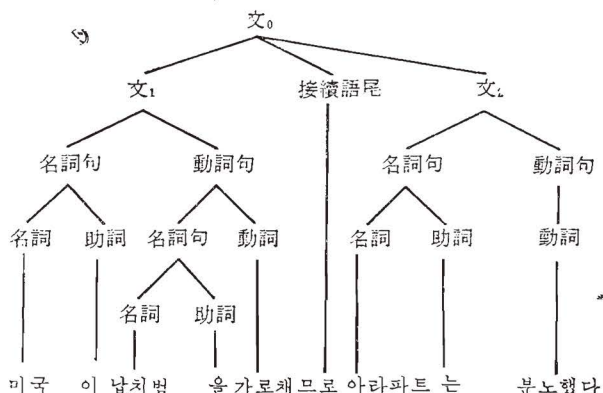 文₀
文₁ 接續語尾 文₂
名詞句 動詞句 名詞句 動詞句
名詞 助詞 名詞句 動詞 名詞 助詞 動詞
名詞 助詞
미국 이 납치범 을 가로채 므로 아라파트 는 분노했다